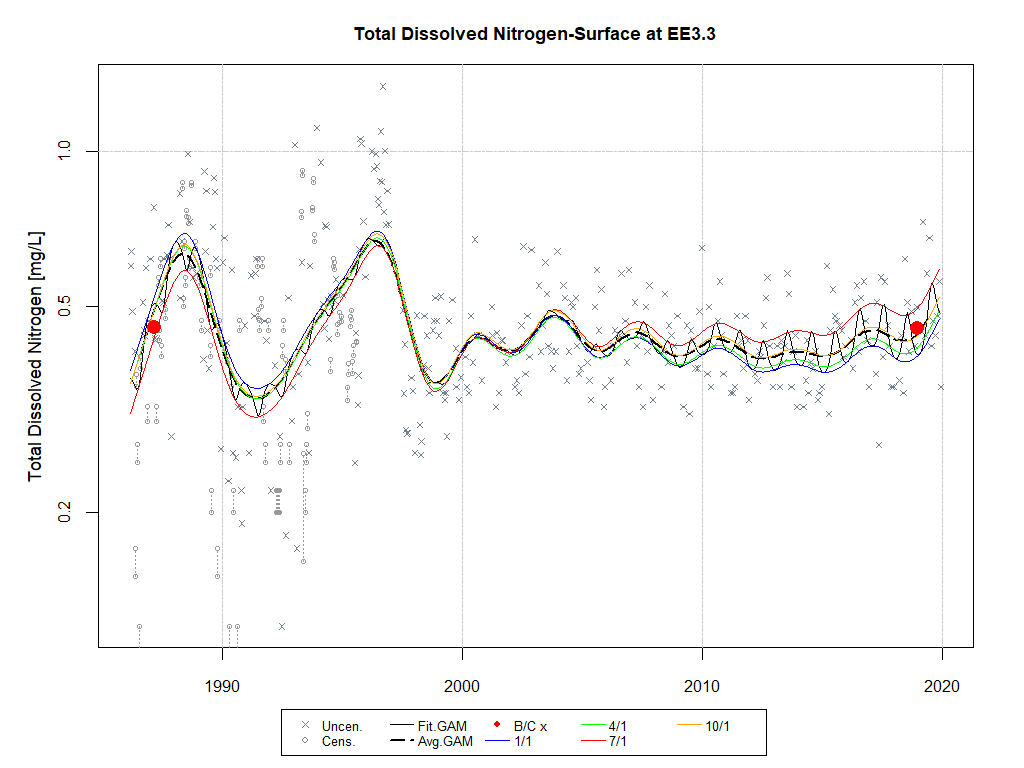 Total Dissolved Nitrogen-Surface at EE3.3
Total Dissolved Nitrogen [mg/L]
1.0
0.5
0.2
1990 2000 2010 2020
Uncen. Fit.GAM B/C x 4/1 10/1
Cens. Avg.GAM 1/1 7/1